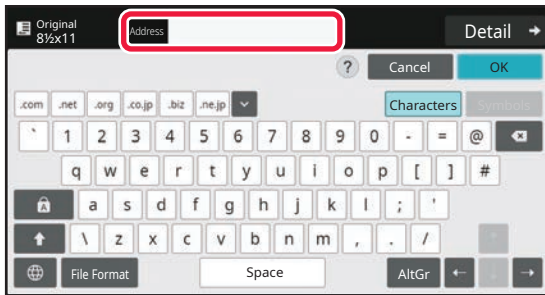 Original
8½x11
Address
Detail →
? Cancel OK
.com .net .org .co.jp .biz .ne.jp Characters Symbols
` 1 2 3 4 5 6 7 8 9 0 - = @
q w e r t y u i o p [ ] #
A a s d f g h j k l ; '
\ z x c v b n m , . /
File Format Space AltGr ← ↓ →